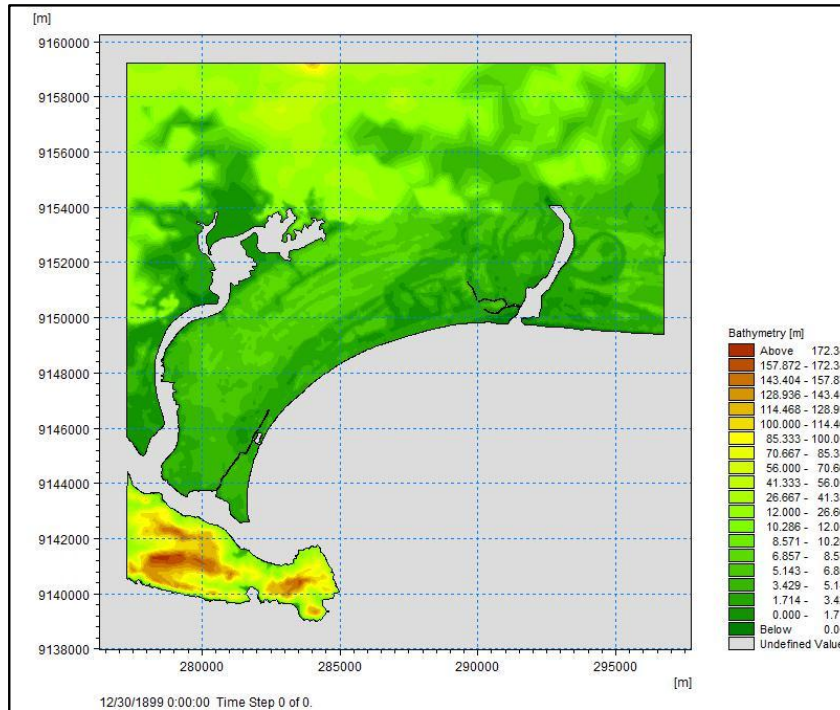 [m]
9160000
9158000
9156000
9154000
9152000
9150000
9148000
9146000
9144000
9142000
9140000
9138000
280000
285000
290000
295000
[m]
12/30/1899 0:00:00 Time Step 0 of 0.
Bathymetry [m]
Above 172.3
157.872 - 172.3
143.404 - 157.8
128.936 - 143.4
114.468 - 128.9
100.000 - 114.4
85.333 - 100.0
70.667 - 85.3
56.000 - 70.6
41.333 - 56.0
26.667 - 41.3
12.000 - 26.6
10.286 - 12.0
8.571 - 10.2
6.857 - 8.5
5.143 - 6.8
3.429 - 5.1
1.714 - 3.4
0.000 - 1.7
Below 0.0
Undefined Value